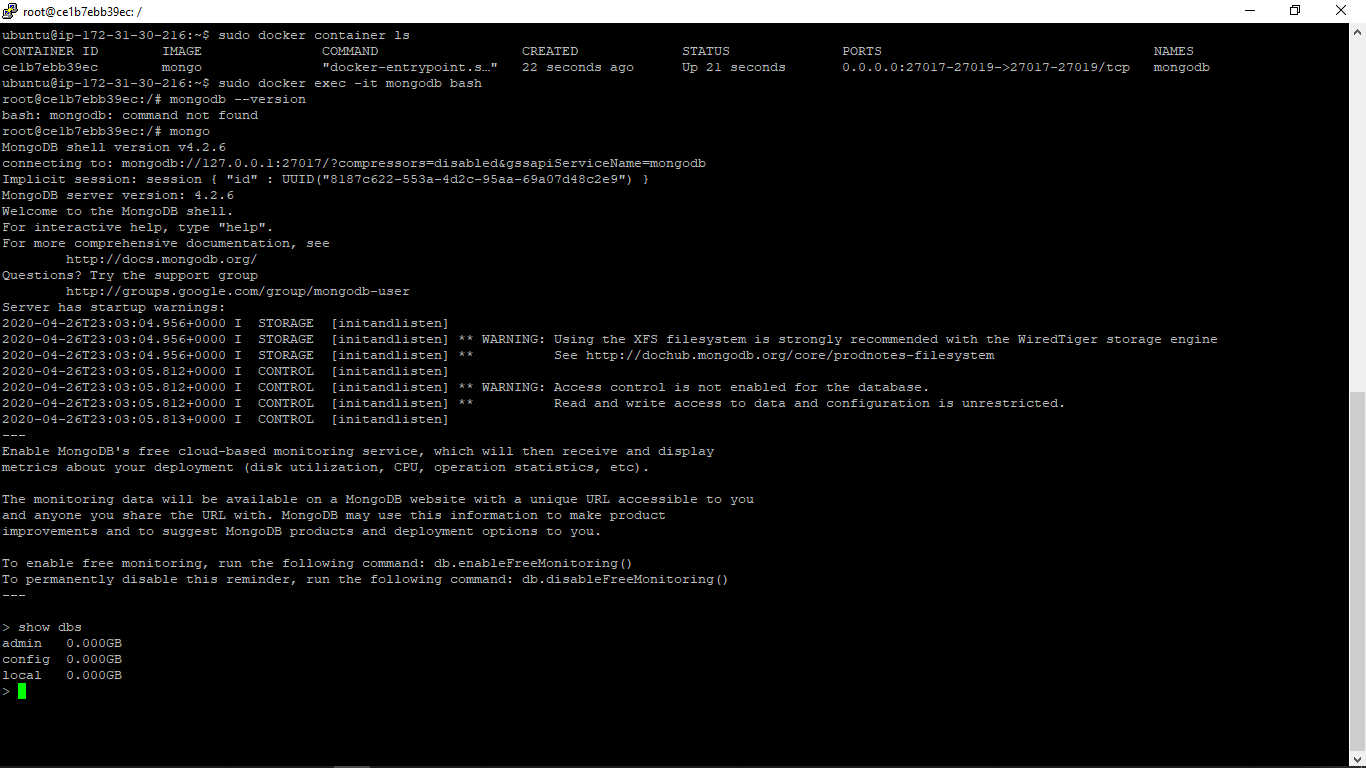 root@ce1b7ebb39ec: /
ubuntu@ip-172-31-30-216:~$ sudo docker container ls
CONTAINER ID        IMAGE               COMMAND                  CREATED             STATUS              PORTS                                  NAMES
ce1b7ebb39ec        mongo               "docker-entrypoint.s…"   22 seconds ago      Up 21 seconds       0.0.0.0:27017-27019->27017-27019/tcp   mongodb
ubuntu@ip-172-31-30-216:~$ sudo docker exec -it mongodb bash
root@ce1b7ebb39ec:/# mongodb --version
bash: mongodb: command not found
root@ce1b7ebb39ec:/# mongo
MongoDB shell version v4.2.6
connecting to: mongodb://127.0.0.1:27017/?compressors=disabled&gssapiServiceName=mongodb
Implicit session: session { "id" : UUID("8187c622-553a-4d2c-95aa-69a07d48c2e9") }
MongoDB server version: 4.2.6
Welcome to the MongoDB shell.
For interactive help, type "help".
For more comprehensive documentation, see
        http://docs.mongodb.org/
Questions? Try the support group
        http://groups.google.com/group/mongodb-user
Server has startup warnings:
2020-04-26T23:03:04.956+0000 I  STORAGE  [initandlisten]
2020-04-26T23:03:04.956+0000 I  STORAGE  [initandlisten] ** WARNING: Using the XFS filesystem is strongly recommended with the WiredTiger storage engine
2020-04-26T23:03:04.956+0000 I  STORAGE  [initandlisten] **          See http://dochub.mongodb.org/core/prodnotes-filesystem
2020-04-26T23:03:05.812+0000 I  CONTROL  [initandlisten]
2020-04-26T23:03:05.812+0000 I  CONTROL  [initandlisten] ** WARNING: Access control is not enabled for the database.
2020-04-26T23:03:05.812+0000 I  CONTROL  [initandlisten] **          Read and write access to data and configuration is unrestricted.
2020-04-26T23:03:05.813+0000 I  CONTROL  [initandlisten]
---
Enable MongoDB's free cloud-based monitoring service, which will then receive and display
metrics about your deployment (disk utilization, CPU, operation statistics, etc).

The monitoring data will be available on a MongoDB website with a unique URL accessible to you
and anyone you share the URL with. MongoDB may use this information to make product
improvements and to suggest MongoDB products and deployment options to you.

To enable free monitoring, run the following command: db.enableFreeMonitoring()
To permanently disable this reminder, run the following command: db.disableFreeMonitoring()
---

> show dbs
admin   0.000GB
config  0.000GB
local   0.000GB
>